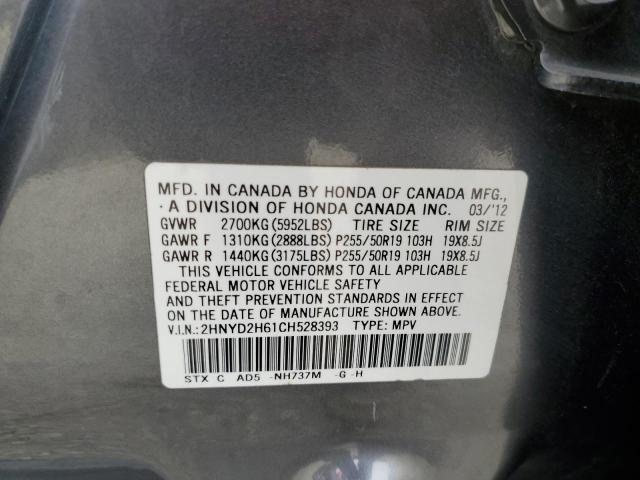 MFD. IN CANADA BY HONDA OF CANADA MFG.,
A DIVISION OF HONDA CANADA INC. 03/'12
GVWR 2700KG (5952LBS) TIRE SIZE RIM SIZE
GAWR F 1310KG (2888LBS) P255/50R19 103H 19X8.5J
GAWR R 1440KG (3175LBS) P255/50R19 103H 19X8.5J
THIS VEHICLE CONFORMS TO ALL APPLICABLE
FEDERAL MOTOR VEHICLE SAFETY
AND THEFT PREVENTION STANDARDS IN EFFECT
ON THE DATE OF MANUFACTURE SHOWN ABOVE.
V.I.N.: 2HNYD2H61CH528393 TYPE: MPV
STX C AD5 -NH737M -G -H